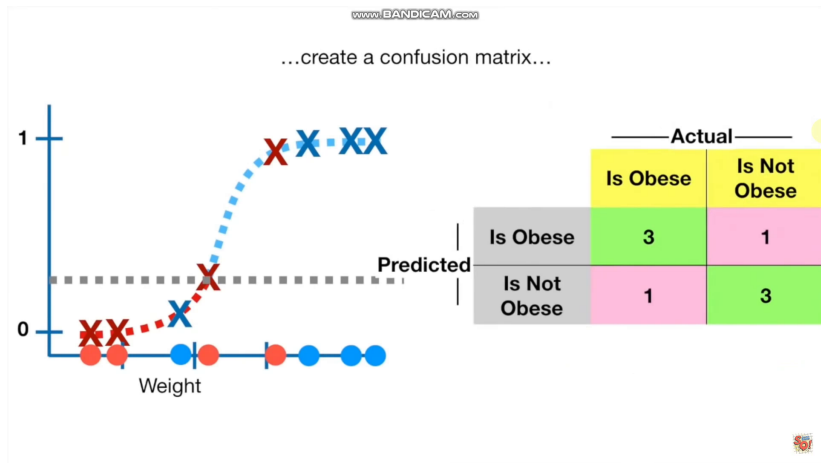 www.BANDICAM.com
...create a confusion matrix...
1
0
Weight
Actual
Is Obese
Is Not
Obese
Predicted
Is Obese
3
1
Is Not
Obese
1
3